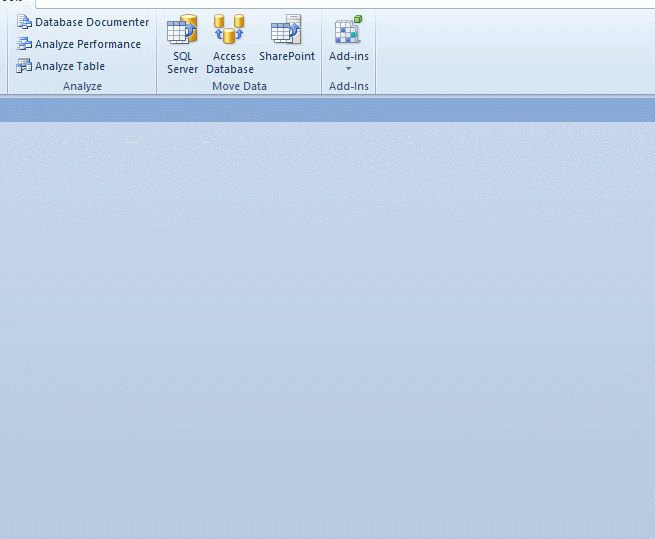 Database Documenter
Analyze Performance
Analyze Table
Analyze
SQL
Server
Access
Database
SharePoint
Move Data
Add-ins
Add-Ins